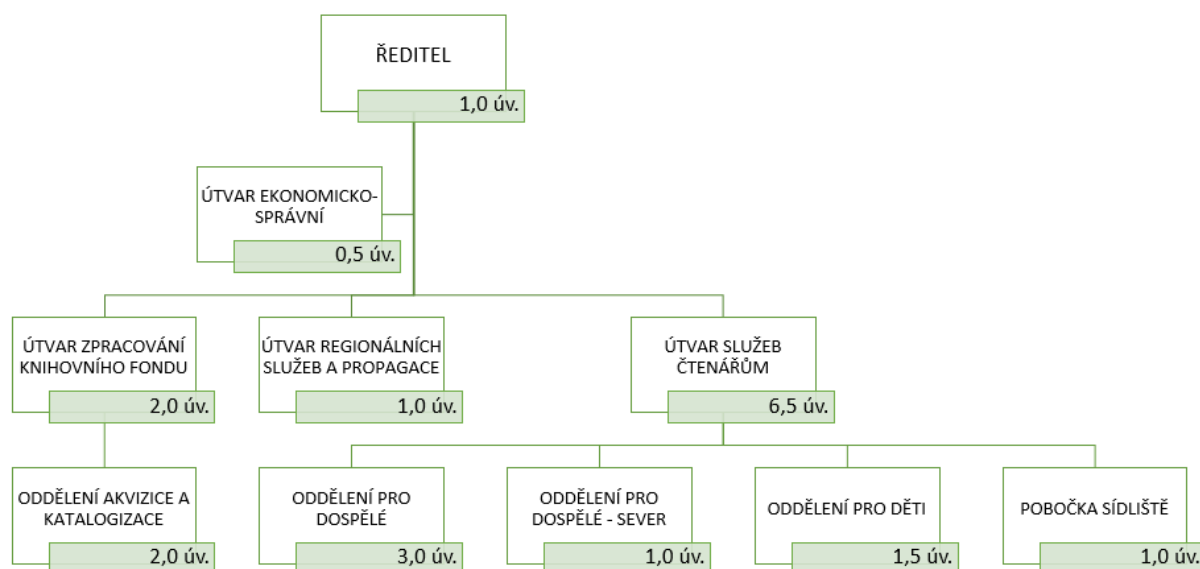 ŘEDITEL
1,0 úv.
ÚTVAR EKONOMICKO-
SPRÁVNÍ
0,5 úv.
ÚTVAR ZPRACOVÁNÍ
KNIHOVNÍHO FONDU
2,0 úv.
ÚTVAR REGIONÁLNÍCH
SLUŽEB A PROPAGACE
1,0 úv.
ÚTVAR SLUŽEB
ČTENÁŘŮM
6,5 úv.
ODDĚLENÍ AKVIZICE A
KATALOGIZACE
2,0 úv.
ODDĚLENÍ PRO
DOSPĚLÉ
3,0 úv.
ODDĚLENÍ PRO
DOSPĚLÉ - SEVER
1,0 úv.
ODDĚLENÍ PRO DĚTI
1,5 úv.
POBOČKA SÍDLIŠTĚ
1,0 úv.